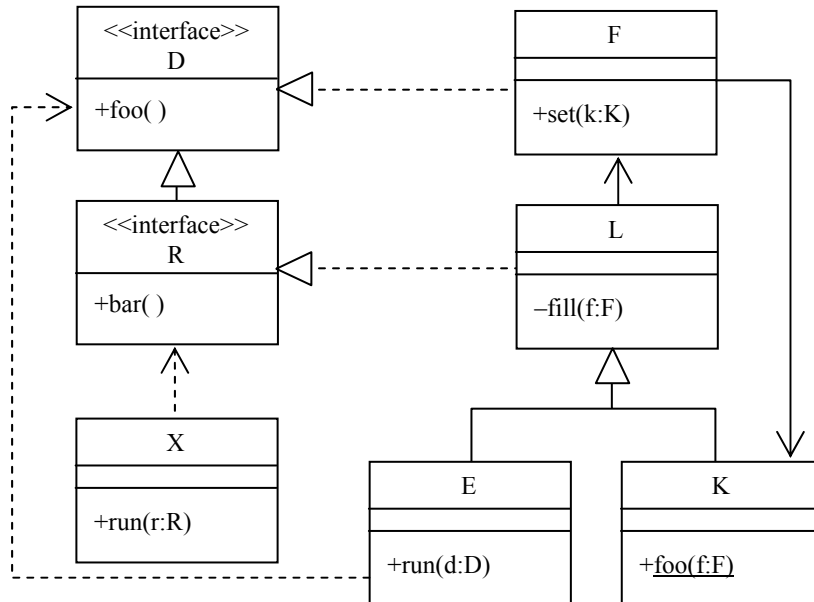 <<interface>>
D
+foo( )
F
+set(k:K)
<<interface>>
R
+bar( )
L
–fill(f:F)
X
+run(r:R)
E
+run(d:D)
K
+foo(f:F)